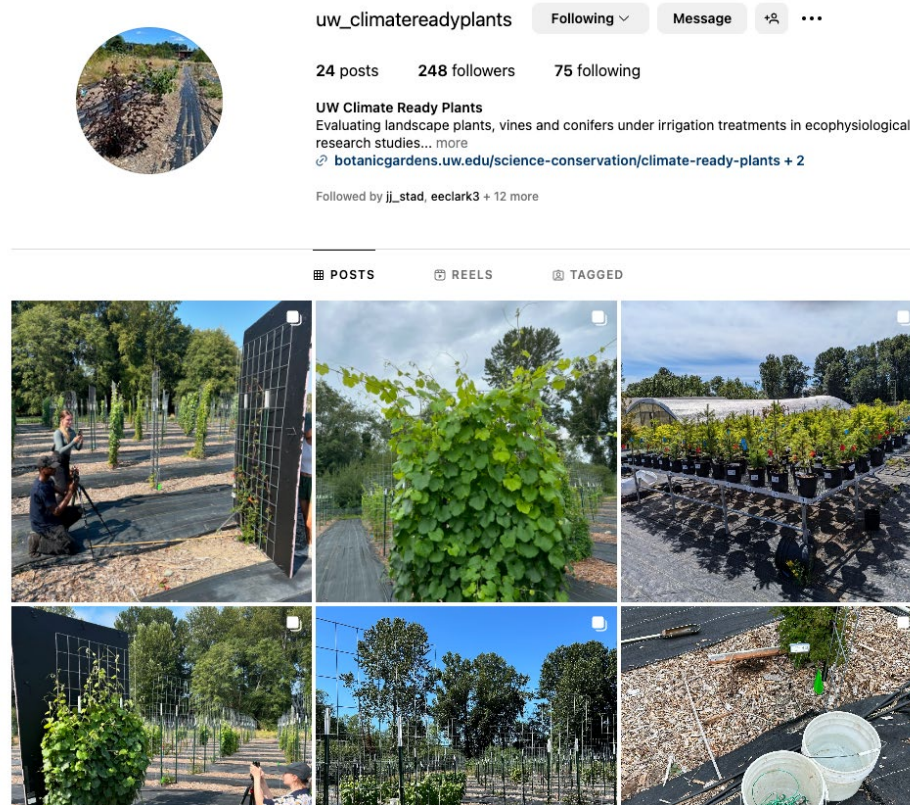 uw_climatereadyplants Following Message
24 posts 248 followers 75 following
UW Climate Ready Plants
Evaluating landscape plants, vines and conifers under irrigation treatments in ecophysiological
research studies... more
botanicgardens.uw.edu/science-conservation/climate-ready-plants + 2
Followed by jj_stad, eeclark3 + 12 more
POSTS REELS TAGGED